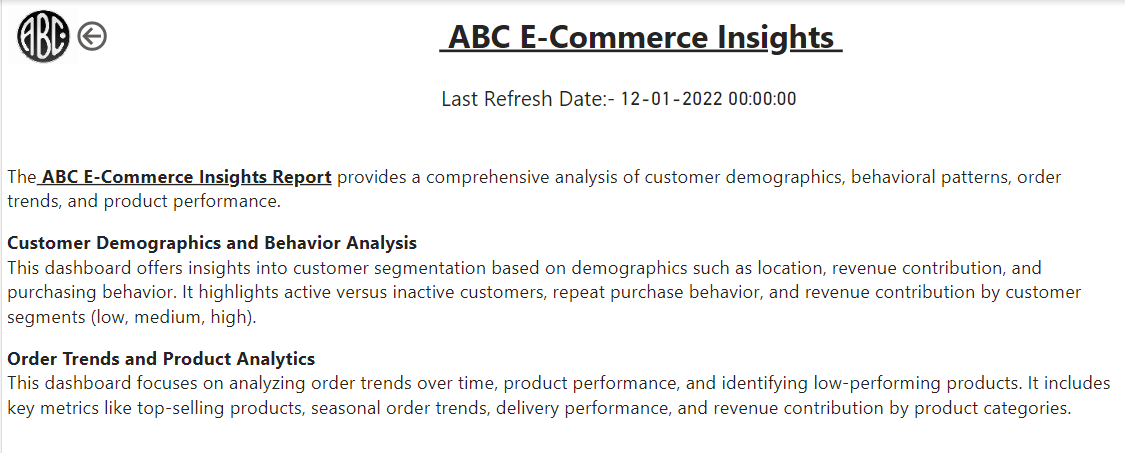 ABC
ABC E-Commerce Insights
Last Refresh Date:- 12-01-2022 00:00:00
The ABC E-Commerce Insights Report provides a comprehensive analysis of customer demographics, behavioral patterns, order
trends, and product performance.
Customer Demographics and Behavior Analysis
This dashboard offers insights into customer segmentation based on demographics such as location, revenue contribution, and
purchasing behavior. It highlights active versus inactive customers, repeat purchase behavior, and revenue contribution by customer
segments (low, medium, high).
Order Trends and Product Analytics
This dashboard focuses on analyzing order trends over time, product performance, and identifying low-performing products. It includes
key metrics like top-selling products, seasonal order trends, delivery performance, and revenue contribution by product categories.